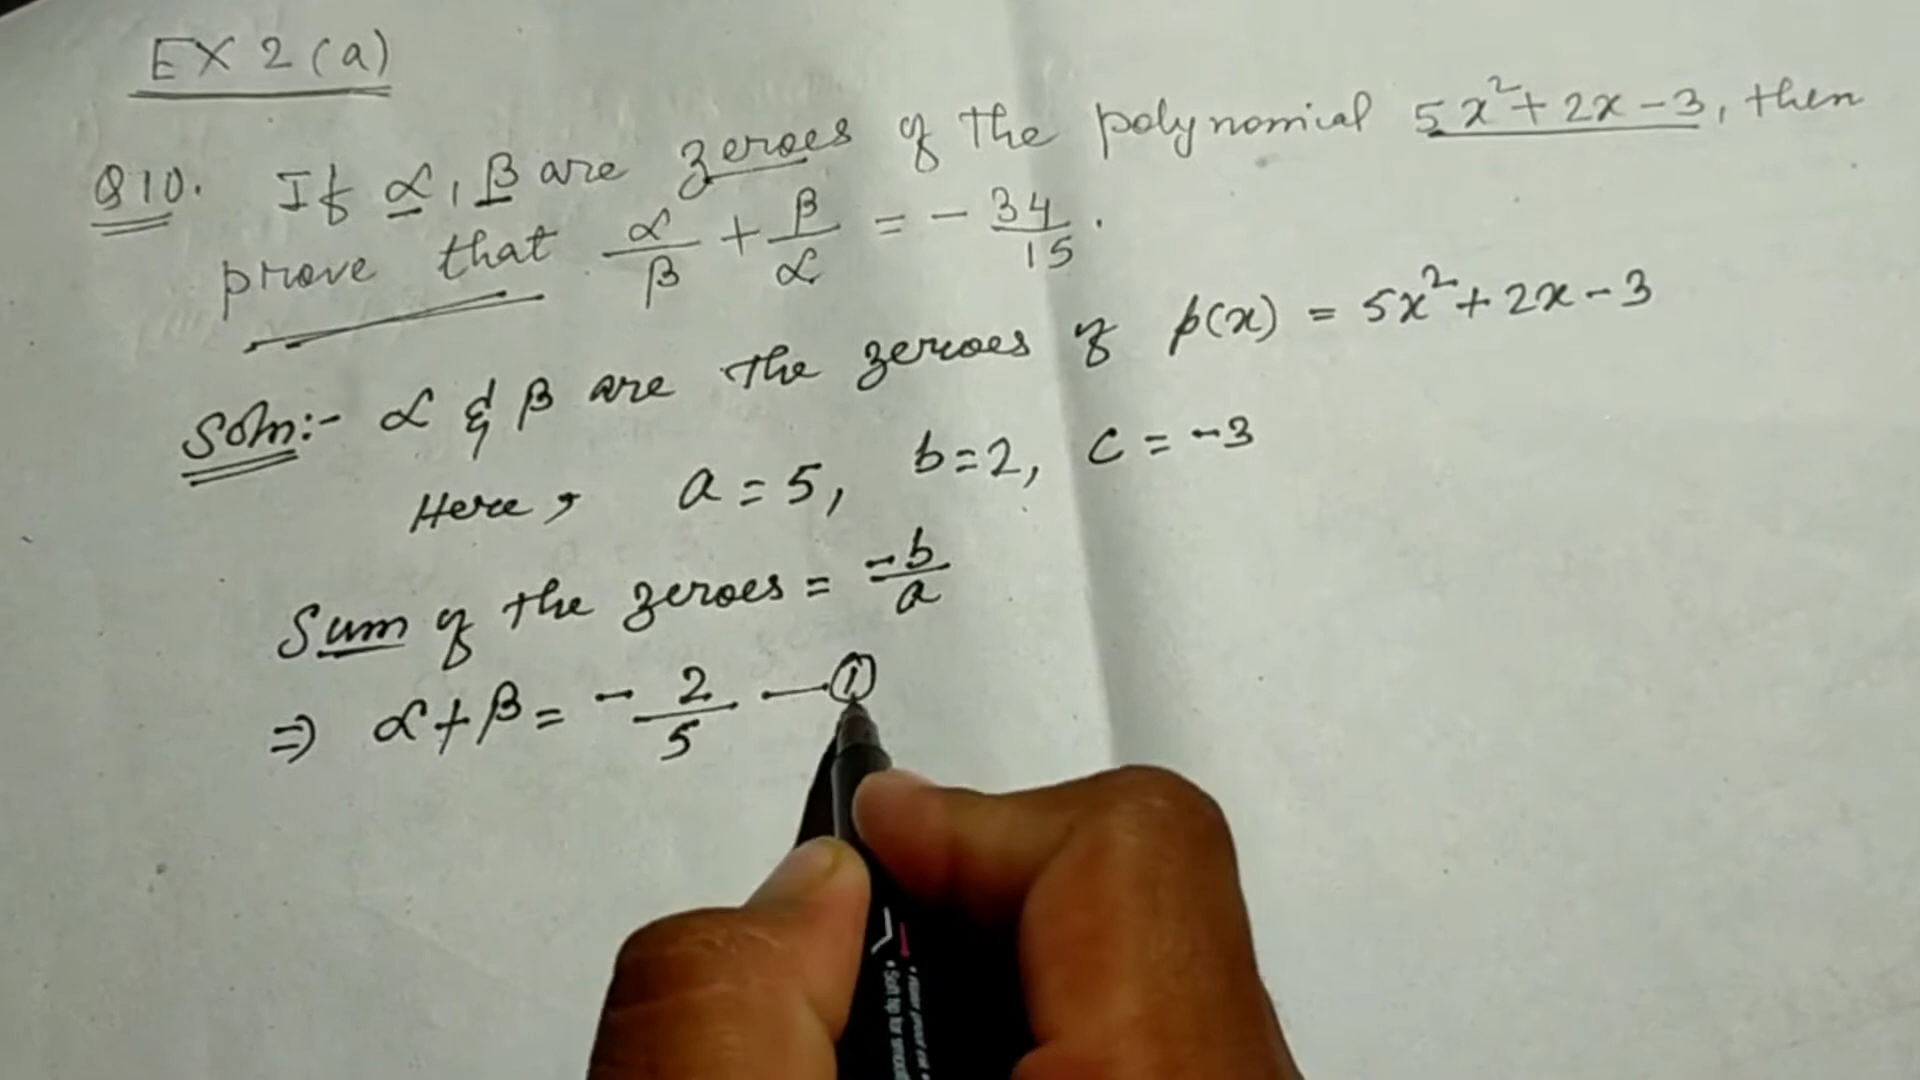 EX 2(a)
Q10. If α, β are zeroes of the polynomial 5x²+2x-3, then
prove that α/β + β/α = - 34/15.
Soln:- α & β are the zeroes of p(x) = 5x²+2x-3
Here, a=5, b=2, c=-3
Sum of the zeroes = -b/a
⇒ α+β = - 2/5 —①